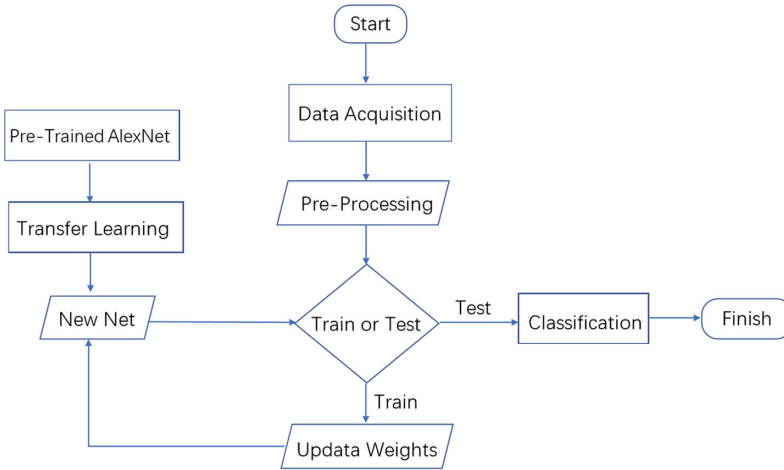 Start
Data Acquisition
Pre-Trained AlexNet
Pre-Processing
Transfer Learning
New Net
Train or Test
Test
Classification
Finish
Train
Updata Weights